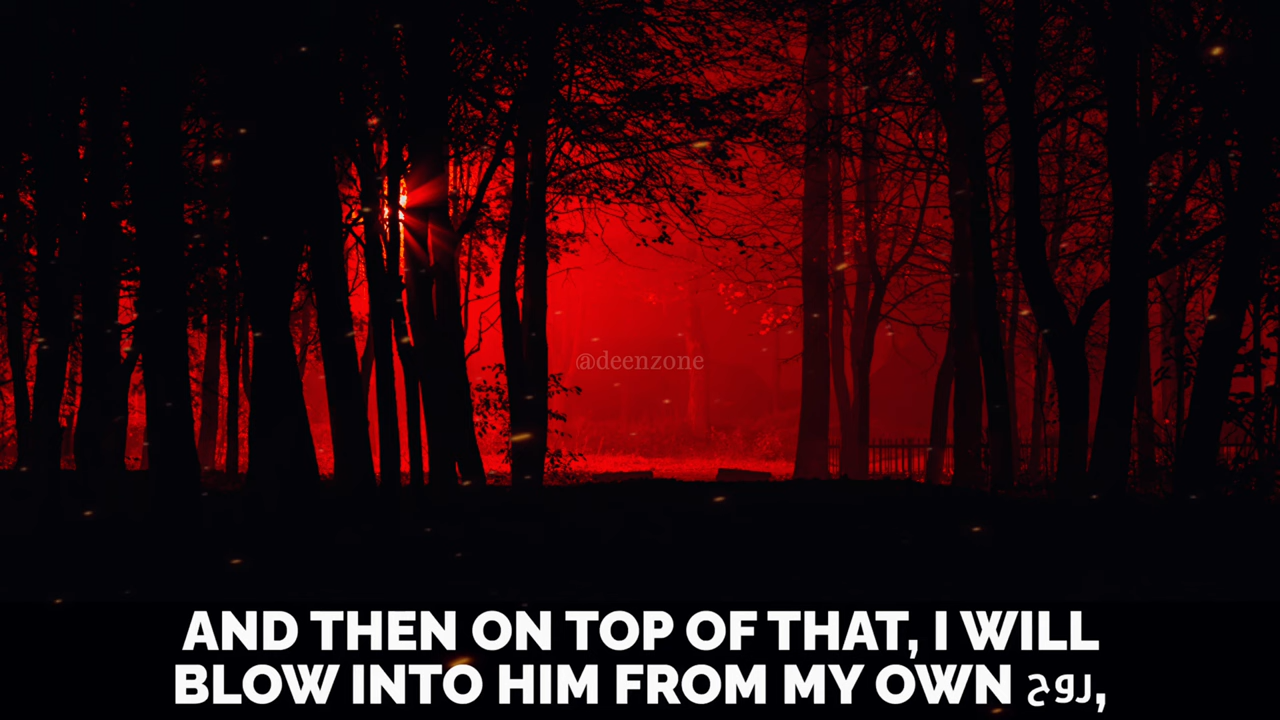 @deenzone
AND THEN ON TOP OF THAT, I WILL
BLOW INTO HIM FROM MY OWN روح,